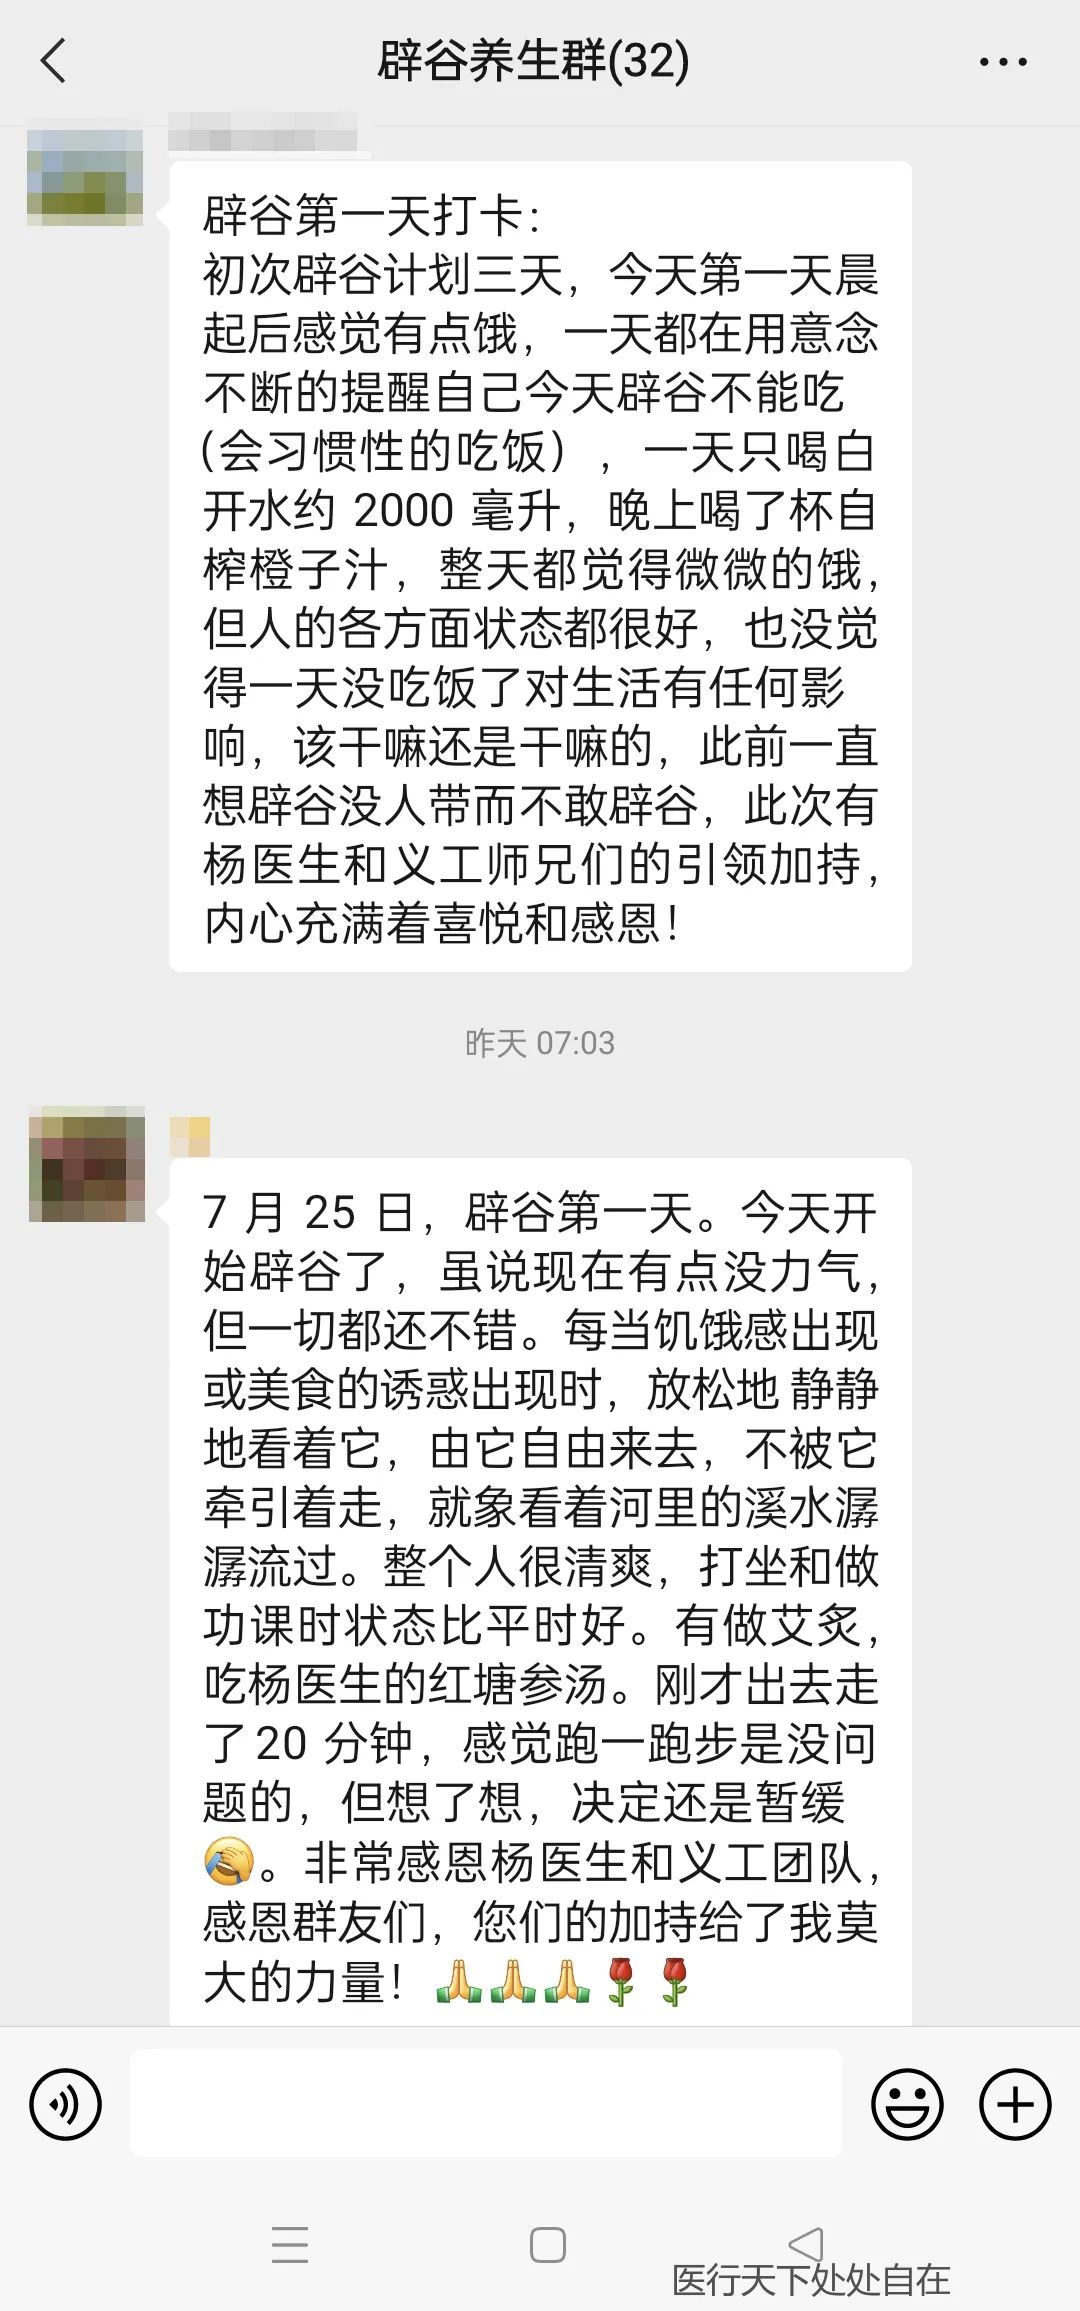 辟谷养生群(32)
辟谷第一天打卡：
初次辟谷计划三天，今天第一天晨
起后感觉有点饿，一天都在用意念
不断的提醒自己今天辟谷不能吃
（会习惯性的吃饭），一天只喝白
开水约 2000 毫升，晚上喝了杯自
榨橙子汁，整天都觉得微微的饿，
但人的各方面状态都很好，也没觉
得一天没吃饭了对生活有任何影
响，该干嘛还是干嘛的，此前一直
想辟谷没人带而不敢辟谷，此次有
杨医生和义工师兄们的引领加持，
内心充满着喜悦和感恩！
昨天 07:03
7 月 25 日，辟谷第一天。今天开
始辟谷了，虽说现在有点没力气，
但一切都还不错。每当饥饿感出现
或美食的诱惑出现时，放松地 静静
地看着它，由它自由来去，不被它
牵引着走，就象看着河里的溪水潺
潺流过。整个人很清爽，打坐和做
功课时状态比平时好。有做艾炙，
吃杨医生的红塘参汤。刚才出去走
了20 分钟，感觉跑一跑步是没问
题的，但想了想，决定还是暂缓
🤦。非常感恩杨医生和义工团队，
感恩群友们，您们的加持给了我莫
大的力量！🙏🙏🙏🌹🌹
医行天下处处自在